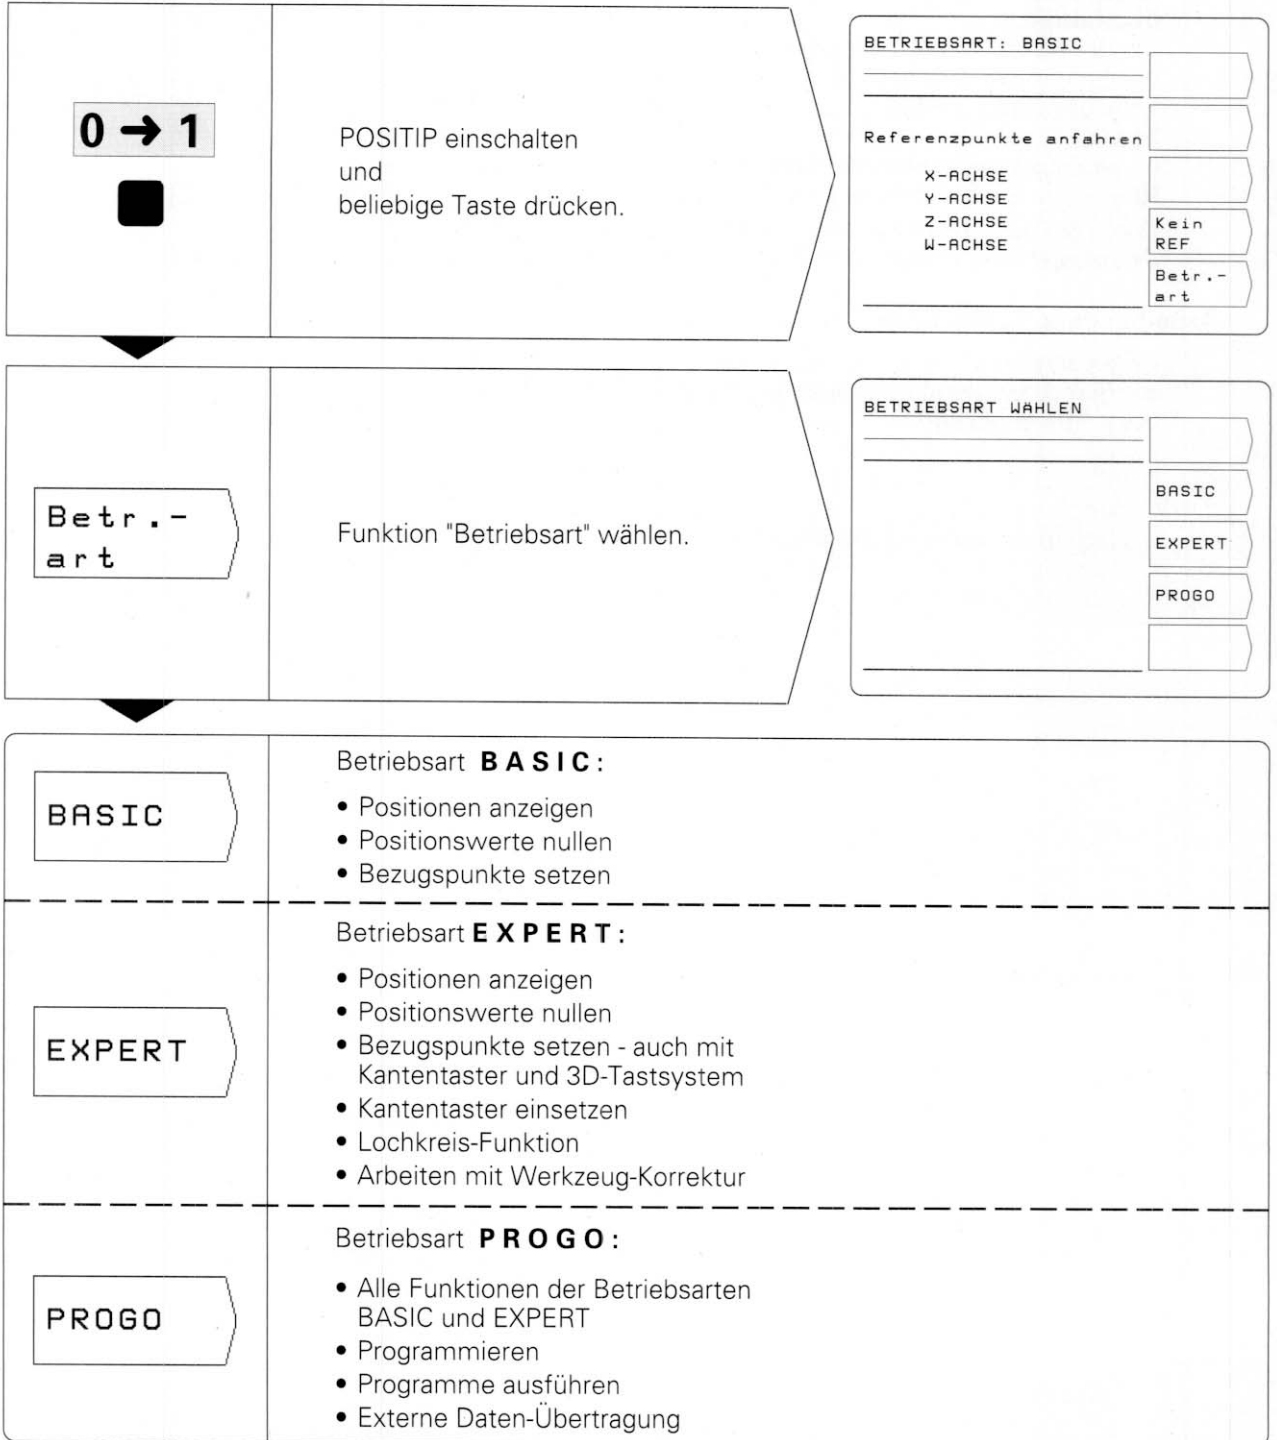 0 → 1
POSITIP einschalten
und
beliebige Taste drücken.
BETRIEBSART: BASIC
Referenzpunkte anfahren
X-ACHSE
Y-ACHSE
Z-ACHSE
W-ACHSE
Kein
REF
Betr.-
art
Betr.-
art
Funktion "Betriebsart" wählen.
BETRIEBSART WÄHLEN
BASIC
EXPERT
PROGO
BASIC
Betriebsart BASIC:
• Positionen anzeigen
• Positionswerte nullen
• Bezugspunkte setzen
EXPERT
Betriebsart EXPERT:
• Positionen anzeigen
• Positionswerte nullen
• Bezugspunkte setzen - auch mit
Kantentaster und 3D-Tastsystem
• Kantentaster einsetzen
• Lochkreis-Funktion
• Arbeiten mit Werkzeug-Korrektur
PROGO
Betriebsart PROGO:
• Alle Funktionen der Betriebsarten
BASIC und EXPERT
• Programmieren
• Programme ausführen
• Externe Daten-Übertragung